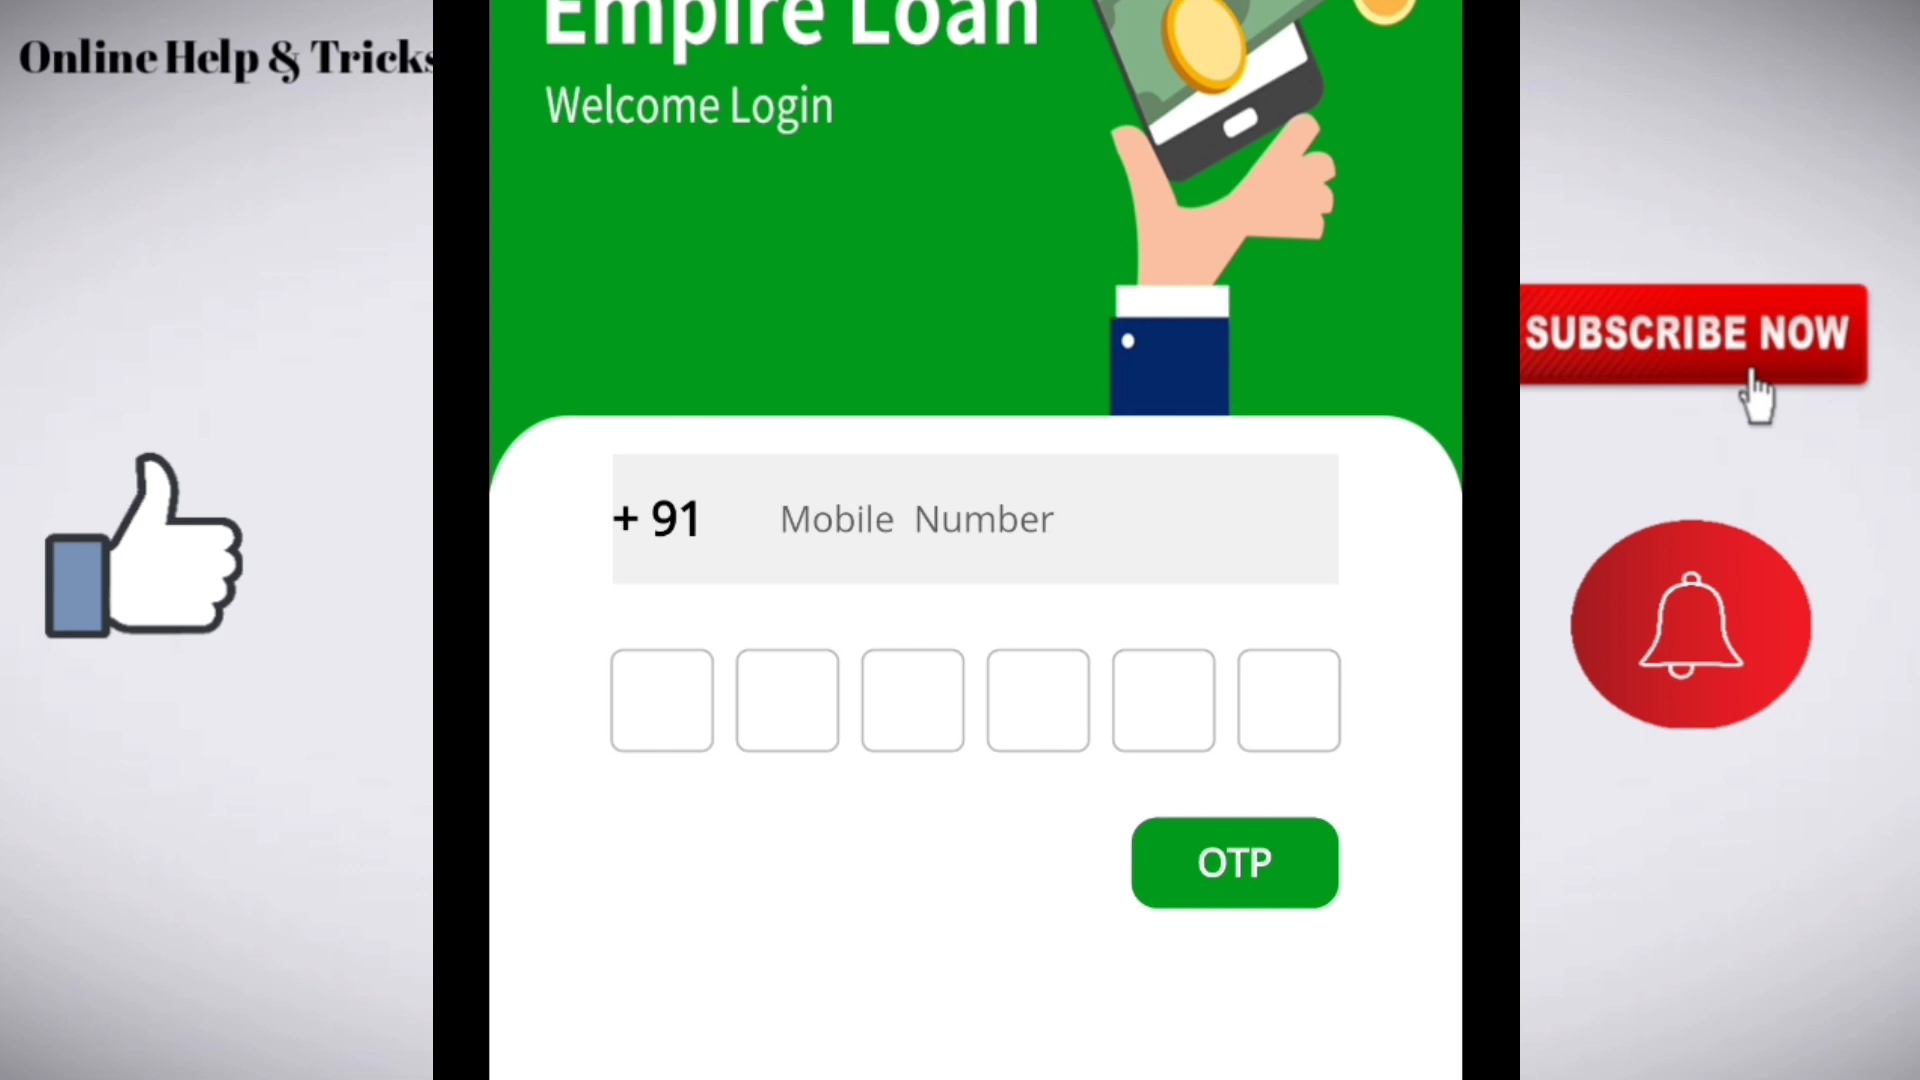 Online Help & Tricks
Empire Loan
Welcome Login
SUBSCRIBE NOW
+ 91 Mobile Number
OTP